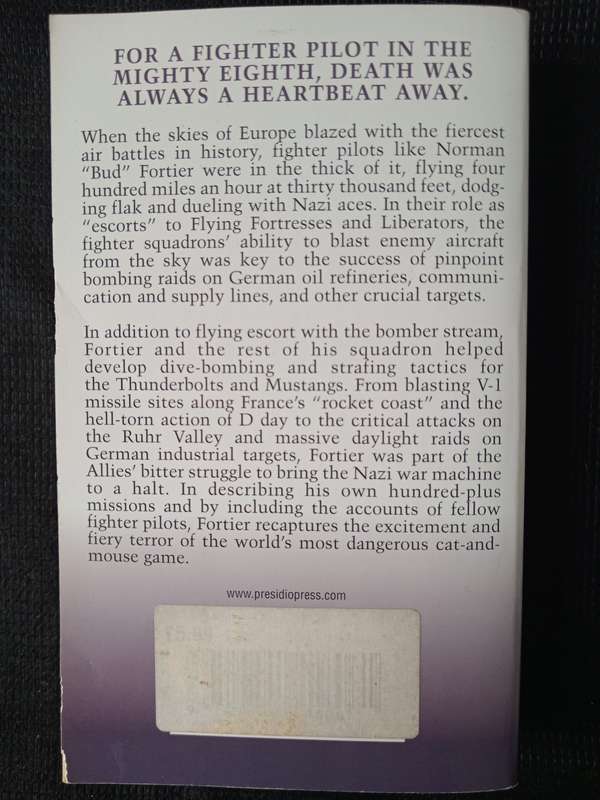 FOR A FIGHTER PILOT IN THE
MIGHTY EIGHTH, DEATH WAS
ALWAYS A HEARTBEAT AWAY.
When the skies of Europe blazed with the fiercest
air battles in history, fighter pilots like Norman
"Bud" Fortier were in the thick of it, flying four
hundred miles an hour at thirty thousand feet, dodg-
ing flak and dueling with Nazi aces. In their role as
"escorts" to Flying Fortresses and Liberators, the
fighter squadrons' ability to blast enemy aircraft
from the sky was key to the success of pinpoint
bombing raids on German oil refineries, communi-
cation and supply lines, and other crucial targets.
In addition to flying escort with the bomber stream,
Fortier and the rest of his squadron helped
develop dive-bombing and strafing tactics for
the Thunderbolts and Mustangs. From blasting V-1
missile sites along France's "rocket coast" and the
hell-torn action of D day to the critical attacks on
the Ruhr Valley and massive daylight raids on
German industrial targets, Fortier was part of the
Allies' bitter struggle to bring the Nazi war machine
to a halt. In describing his own hundred-plus
missions and by including the accounts of fellow
fighter pilots, Fortier recaptures the excitement and
fiery terror of the world's most dangerous cat-and-
mouse game.
www.presidiopress.com